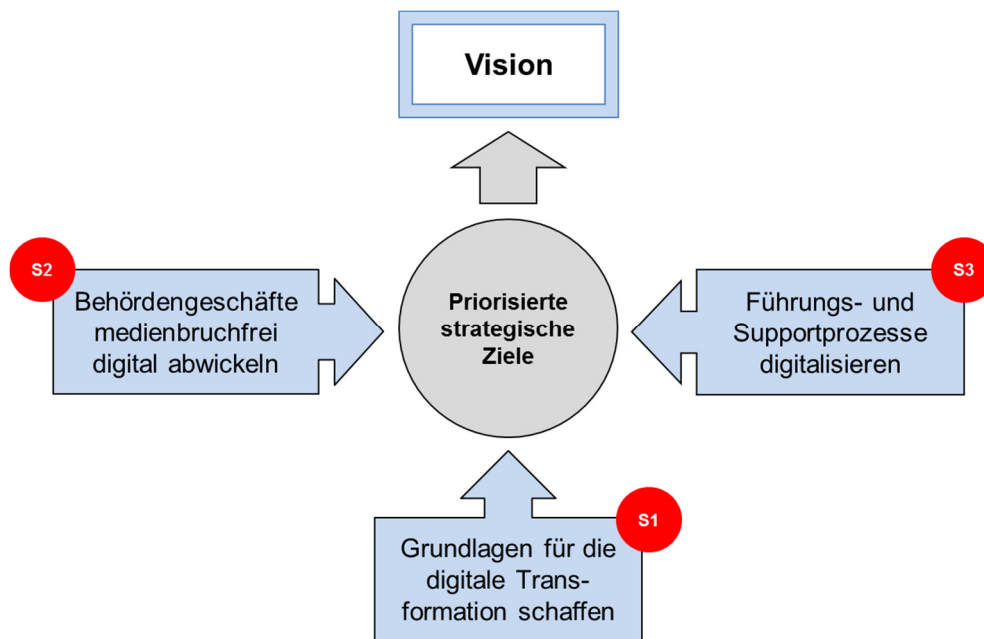 Vision
S2
Behördengeschäfte
medienbruchfrei
digital abwickeln
Priorisierte
strategische
Ziele
S3
Führungs- und
Supportprozesse
digitalisieren
S1
Grundlagen für die
digitale Trans-
formation schaffen